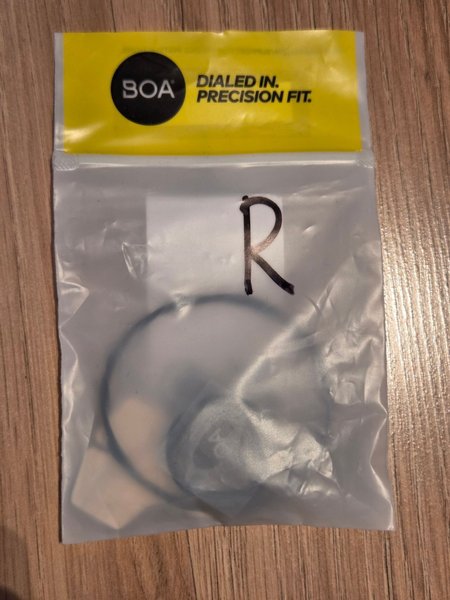 BOA
DIALED IN.
PRECISION FIT.
R